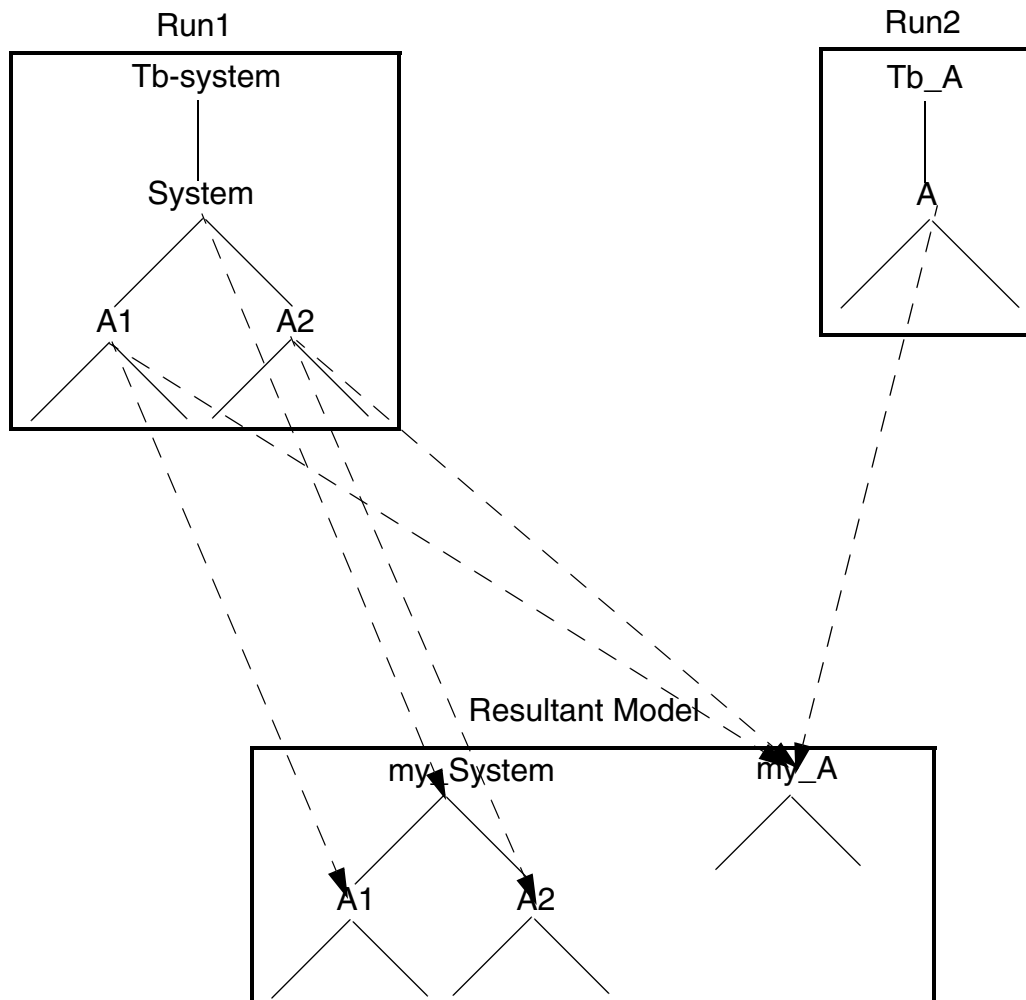 Run1
Run2
Tb-system
Tb_A
System
A
A1
A2
Resultant Model
my_System
my_A
A1
A2